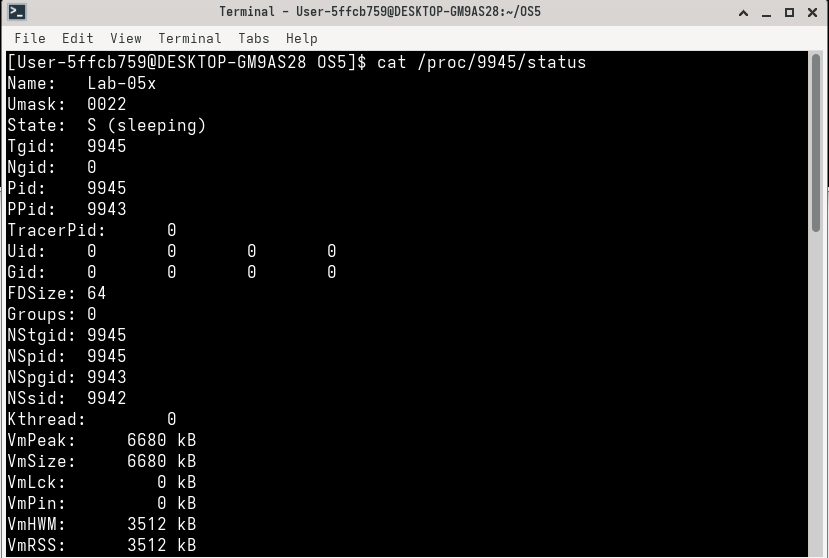 Terminal - User-5ffcb759@DESKTOP-GM9AS28:~/OS5
File Edit View Terminal Tabs Help
[User-5ffcb759@DESKTOP-GM9AS28 OS5]$ cat /proc/9945/status
Name: Lab-05x
Umask: 0022
State: S (sleeping)
Tgid: 9945
Ngid: 0
Pid: 9945
PPid: 9943
TracerPid: 0
Uid: 0 0 0 0
Gid: 0 0 0 0
FDSize: 64
Groups: 0
NStgid: 9945
NSpid: 9945
NSpgid: 9943
NSsid: 9942
Kthread: 0
VmPeak: 6680 kB
VmSize: 6680 kB
VmLck: 0 kB
VmPin: 0 kB
VmHWM: 3512 kB
VmRSS: 3512 kB